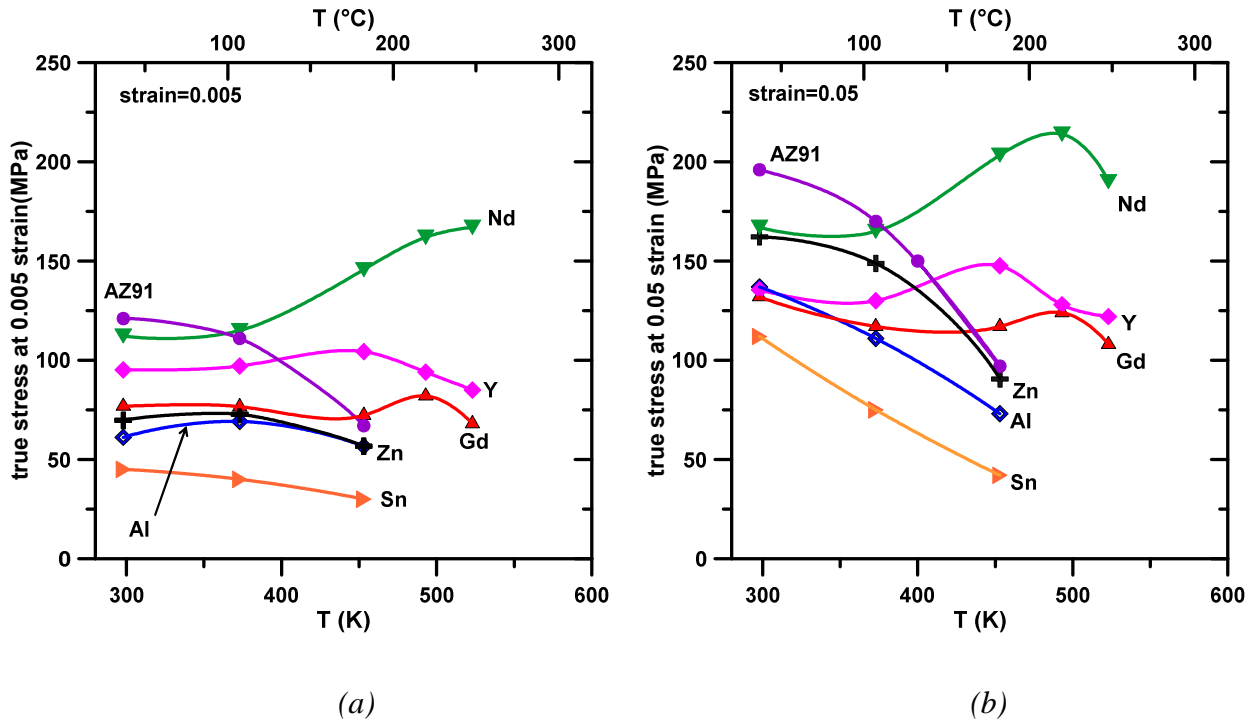 T (°C)
0 100 200 300
250
200
150
100
50
0
true stress at 0.005 strain(MPa)
strain=0.005
Nd
AZ91
Y
Gd
Zn
Sn
Al
300 400 500 600
T (K)
(a)
T (°C)
0 100 200 300
250
200
150
100
50
0
true stress at 0.05 strain (MPa)
strain=0.05
AZ91
Nd
Y
Gd
Zn
Al
Sn
300 400 500 600
T (K)
(b)